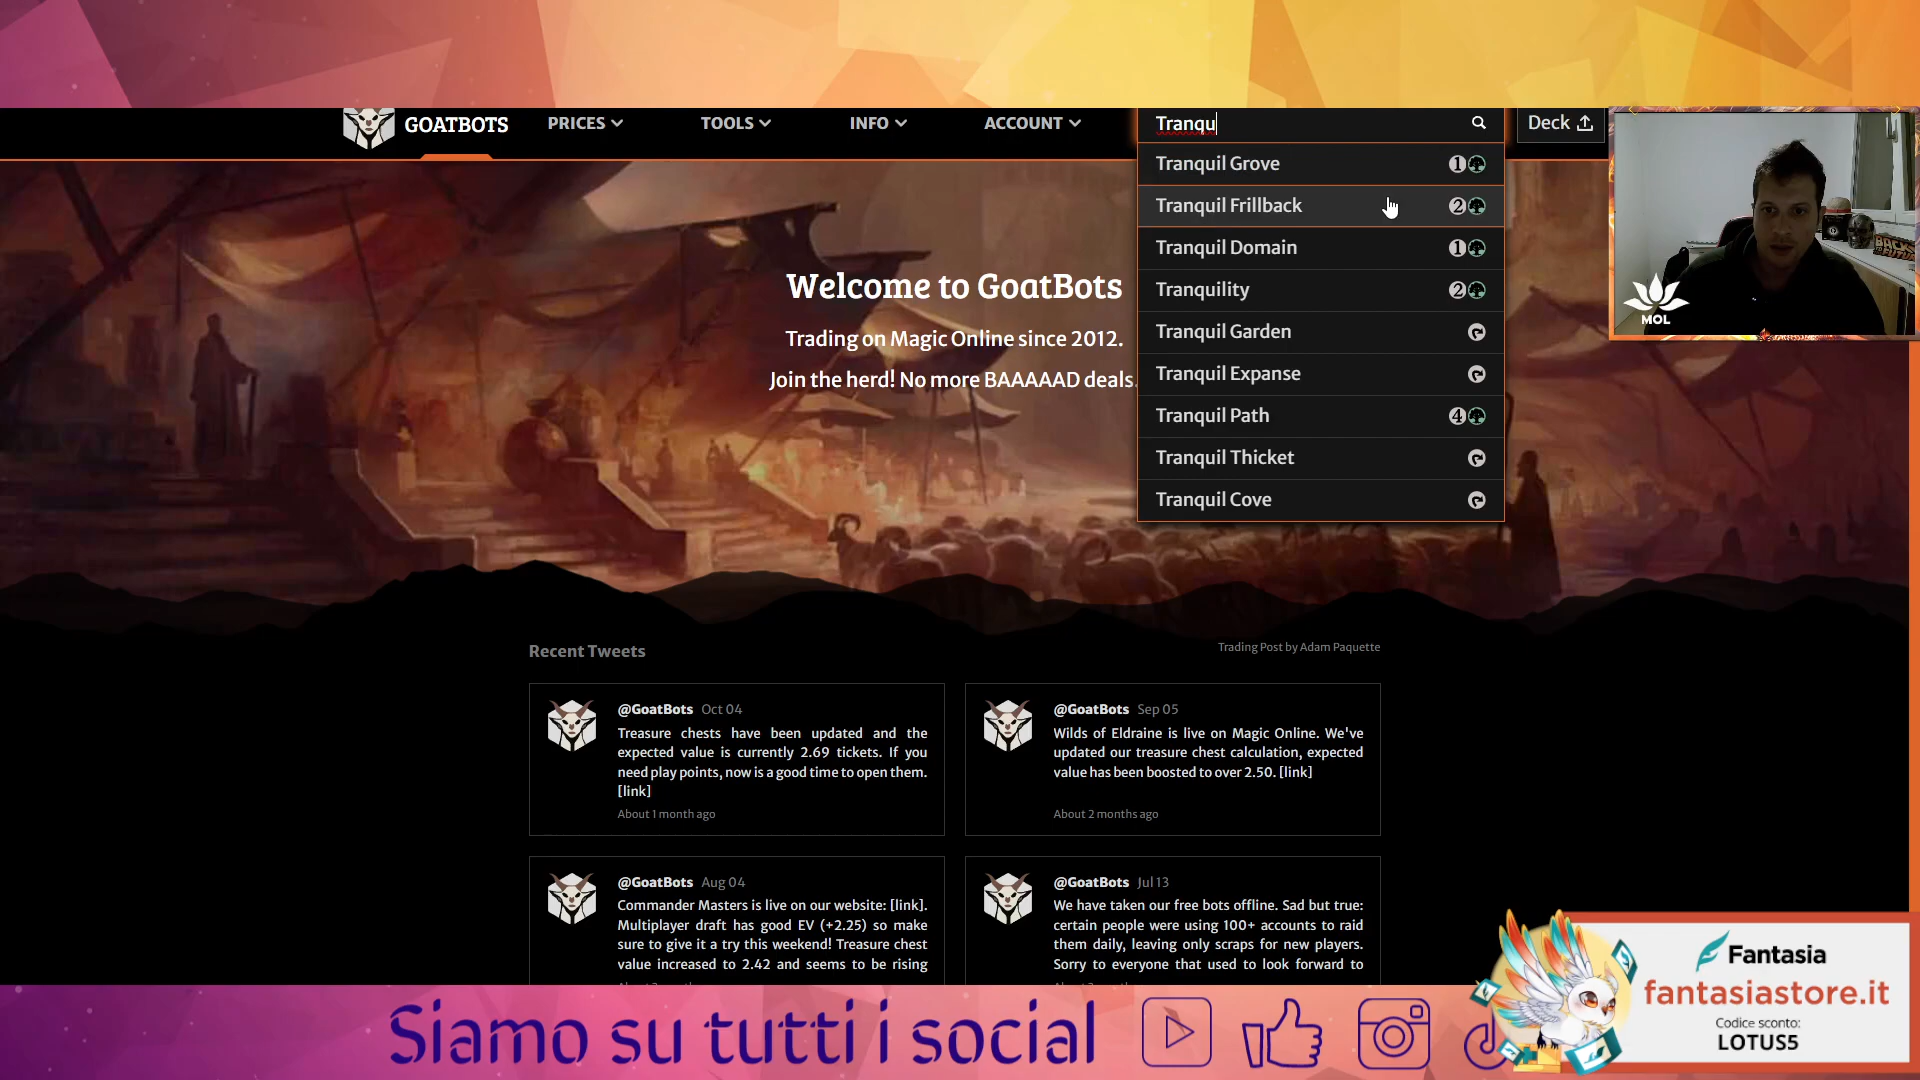 GOATBOTS
PRICES
TOOLS
INFO
ACCOUNT
Tranqu
Deck
Tranquil Grove 1
Tranquil Frillback 2
Tranquil Domain 1
Tranquility 2
Tranquil Garden
Tranquil Expanse
Tranquil Path 4
Tranquil Thicket
Tranquil Cove
Welcome to GoatBots
Trading on Magic Online since 2012.
Join the herd! No more BAAAAAD deals.
MOL
BACK
Recent Tweets
Trading Post by Adam Paquette
@GoatBots Oct 04
Treasure chests have been updated and the
expected value is currently 2.69 tickets. If you
need play points, now is a good time to open them.
[link]
About 1 month ago
@GoatBots Sep 05
Wilds of Eldraine is live on Magic Online. We've
updated our treasure chest calculation, expected
value has been boosted to over 2.50. [link]
About 2 months ago
@GoatBots Aug 04
Commander Masters is live on our website: [link].
Multiplayer draft has good EV (+2.25) so make
sure to give it a try this weekend! Treasure chest
value increased to 2.42 and seems to be rising
@GoatBots Jul 13
We have taken our free bots offline. Sad but true:
certain people were using 100+ accounts to raid
them daily, leaving only scraps for new players.
Sorry to everyone that used to look forward to
Siamo su tutti i social
Fantasia
fantasiastore.it
Codice sconto:
LOTUS5